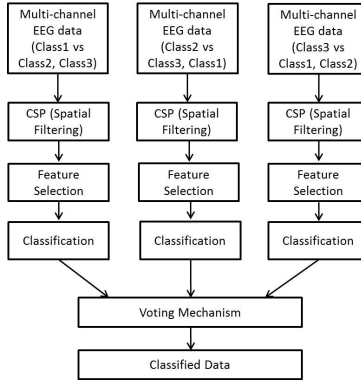 Multi-channel
EEG data
(Class1 vs
Class2, Class3)
Multi-channel
EEG data
(Class2 vs
Class3, Class1)
Multi-channel
EEG data
(Class3 vs
Class1, Class2)
CSP (Spatial
Filtering)
CSP (Spatial
Filtering)
CSP (Spatial
Filtering)
Feature
Selection
Feature
Selection
Feature
Selection
Classification
Classification
Classification
Voting Mechanism
Classified Data